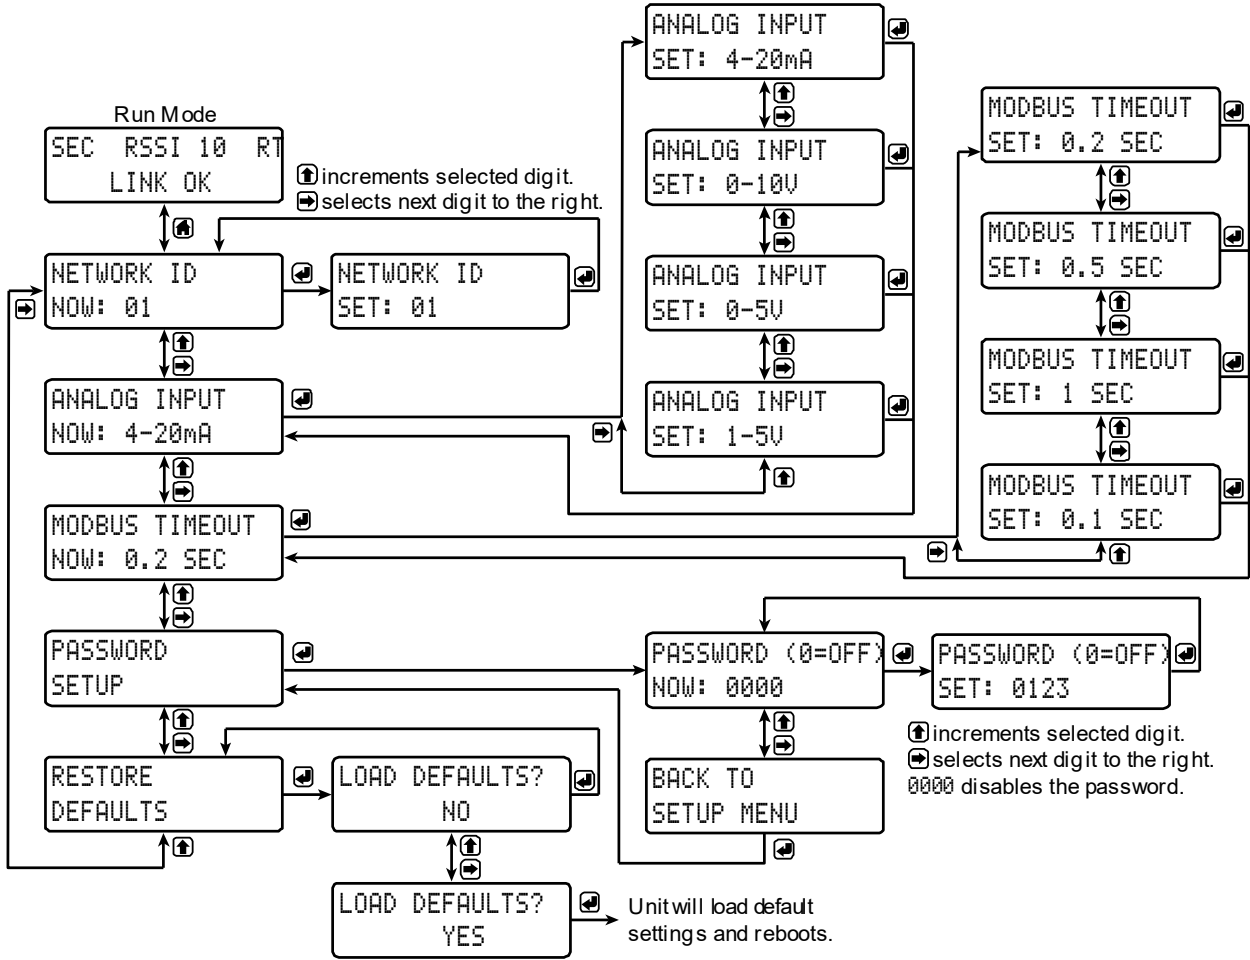 Run Mode
SEC RSSI 10 RT
LINK OK
increments selected digit.
selects next digit to the right.
NETWORK ID
NOW: 01
NETWORK ID
SET: 01
ANALOG INPUT
NOW: 4-20mA
MODBUS TIMEOUT
NOW: 0.2 SEC
PASSWORD
SETUP
RESTORE
DEFAULTS
LOAD DEFAULTS?
NO
LOAD DEFAULTS?
YES
Unit will load default
settings and reboots.
ANALOG INPUT
SET: 4-20mA
ANALOG INPUT
SET: 0-10V
ANALOG INPUT
SET: 0-5V
ANALOG INPUT
SET: 1-5V
MODBUS TIMEOUT
SET: 0.2 SEC
MODBUS TIMEOUT
SET: 0.5 SEC
MODBUS TIMEOUT
SET: 1 SEC
MODBUS TIMEOUT
SET: 0.1 SEC
PASSWORD (0=OFF)
NOW: 0000
PASSWORD (0=OFF)
SET: 0123
increments selected digit.
selects next digit to the right.
0000 disables the password.
BACK TO
SETUP MENU